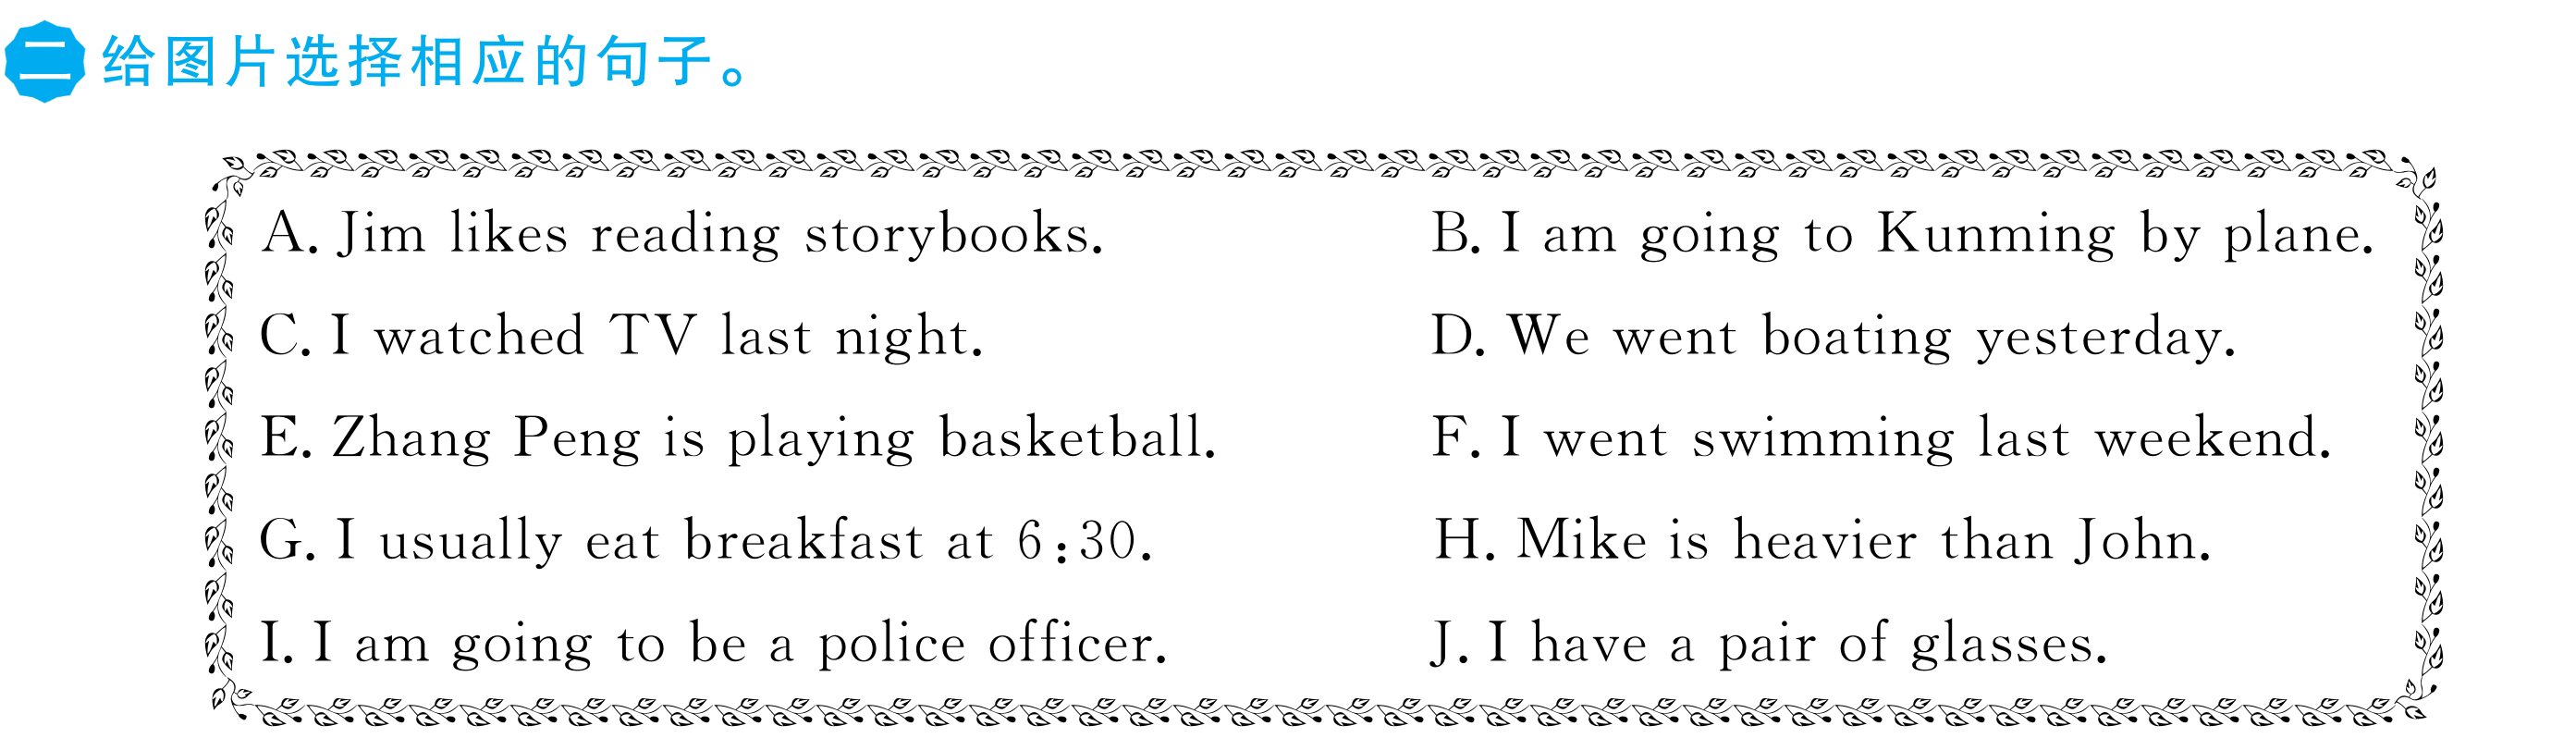 二 给图片选择相应的句子。
A. Jim likes reading storybooks. B. I am going to Kunming by plane.
C. I watched TV last night. D. We went boating yesterday.
E. Zhang Peng is playing basketball. F. I went swimming last weekend.
G. I usually eat breakfast at 6:30. H. Mike is heavier than John.
I. I am going to be a police officer. J. I have a pair of glasses.